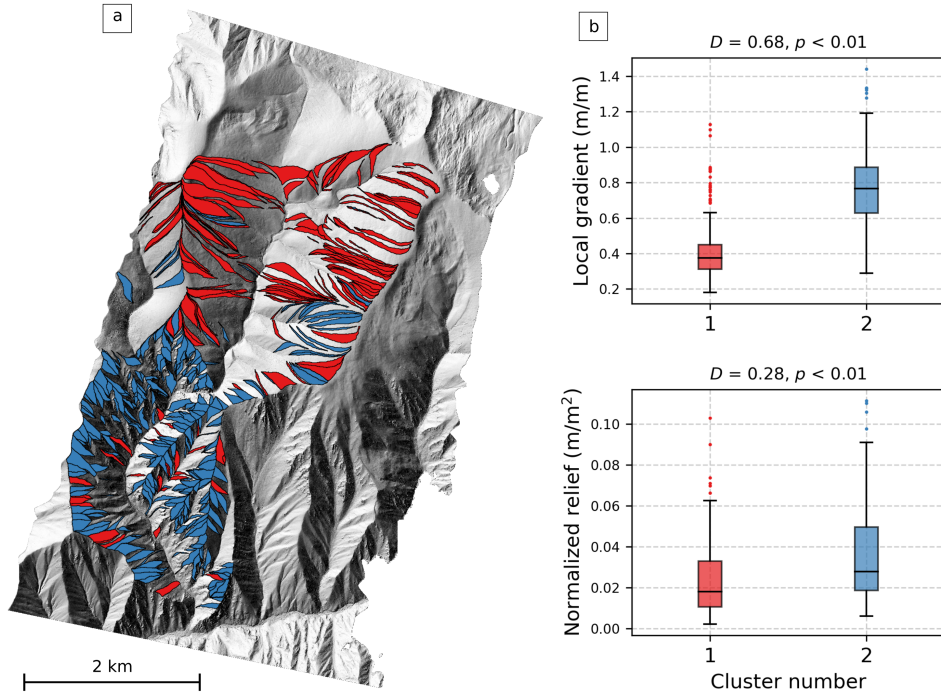 a
2 km
b
D = 0.68, p < 0.01
Local gradient (m/m)
1.4
1.2
1.0
0.8
0.6
0.4
0.2
1
2
D = 0.28, p < 0.01
Normalized relief (m/m²)
0.10
0.08
0.06
0.04
0.02
0.00
1
2
Cluster number